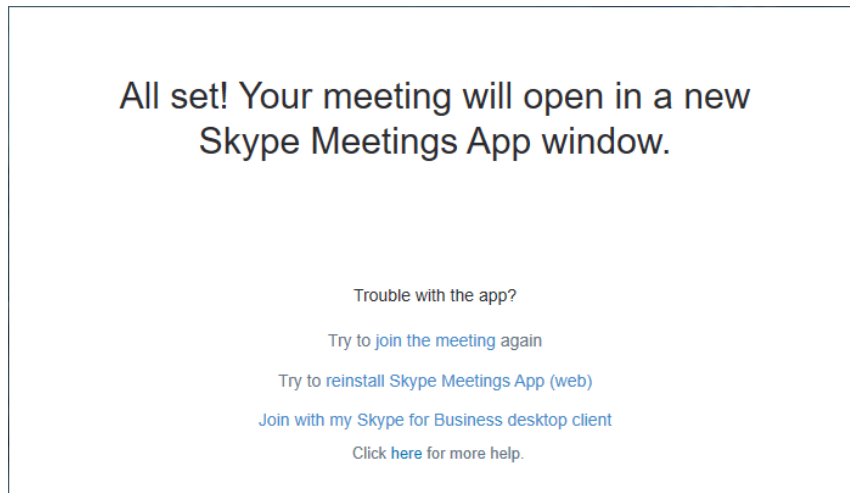 All set! Your meeting will open in a new
Skype Meetings App window.
Trouble with the app?
Try to join the meeting again
Try to reinstall Skype Meetings App (web)
Join with my Skype for Business desktop client
Click here for more help.